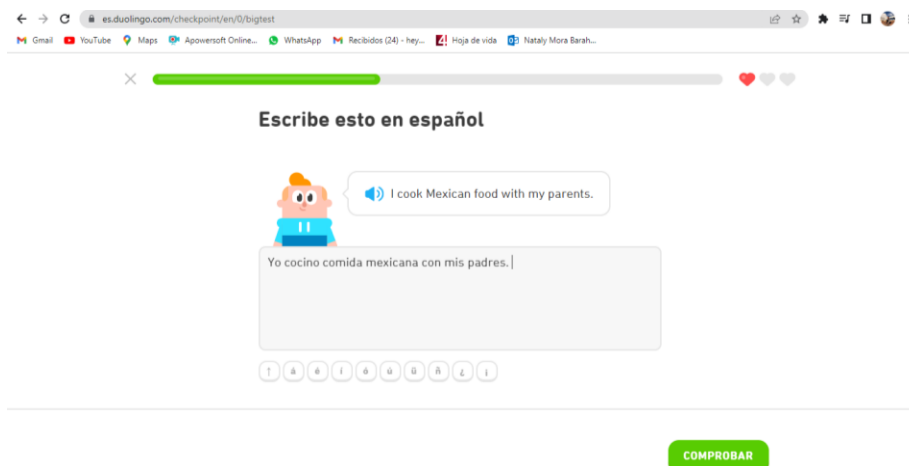 es.duolingo.com/checkpoint/en/0/bigtest
Gmail YouTube Maps Apowersoft Online... WhatsApp Recibidos (24) - hey... Hoja de vida Nataly Mora Barah...
Escribe esto en español
I cook Mexican food with my parents.
Yo cocino comida mexicana con mis padres.
↑ á é í ó ú ü ñ ¿ ¡
COMPROBAR